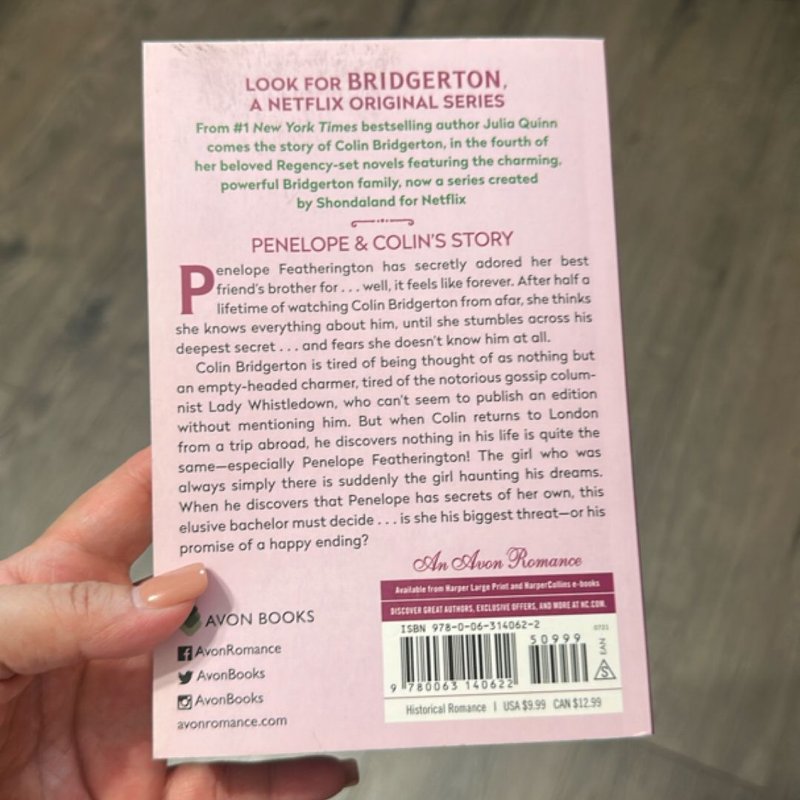 LOOK FOR BRIDGERTON,
A NETFLIX ORIGINAL SERIES
From #1 New York Times bestselling author Julia Quinn
comes the story of Colin Bridgerton, in the fourth of
her beloved Regency-set novels featuring the charming,
powerful Bridgerton family, now a series created
by Shondaland for Netflix
PENELOPE & COLIN'S STORY
Penelope Featherington has secretly adored her best
friend's brother for . . . well, it feels like forever. After half a
lifetime of watching Colin Bridgerton from afar, she thinks
she knows everything about him, until she stumbles across his
deepest secret . . . and fears she doesn't know him at all.
Colin Bridgerton is tired of being thought of as nothing but
an empty-headed charmer, tired of the notorious gossip colum-
nist Lady Whistledown, who can't seem to publish an edition
without mentioning him. But when Colin returns to London
from a trip abroad, he discovers nothing in his life is quite the
same—especially Penelope Featherington! The girl who was
always simply there is suddenly the girl haunting his dreams.
When he discovers that Penelope has secrets of her own, this
elusive bachelor must decide . . . is she his biggest threat—or his
promise of a happy ending?
An Avon Romance
Available from Harper Large Print and HarperCollins e-books
DISCOVER GREAT AUTHORS, EXCLUSIVE OFFERS, AND MORE AT HC.COM.
AVON BOOKS
AvonRomance
AvonBooks
AvonBooks
avonromance.com
ISBN 978-0-06-314062-2
0721
50999
EAN
S
9 780063 140622
Historical Romance | USA $9.99 CAN $12.99